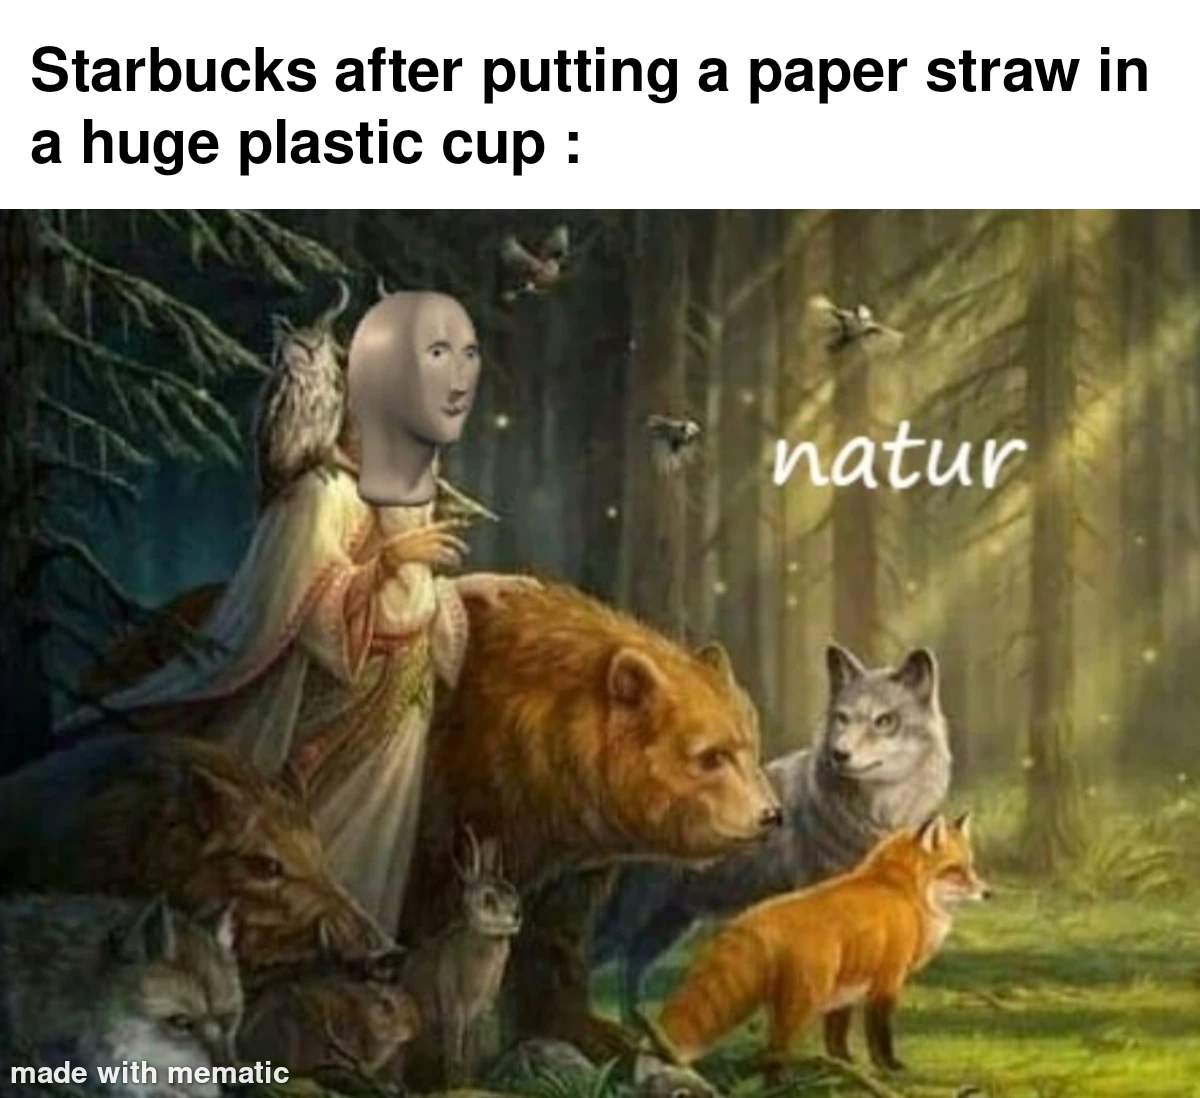 Starbucks after putting a paper straw in
a huge plastic cup :
natur
made with mematic